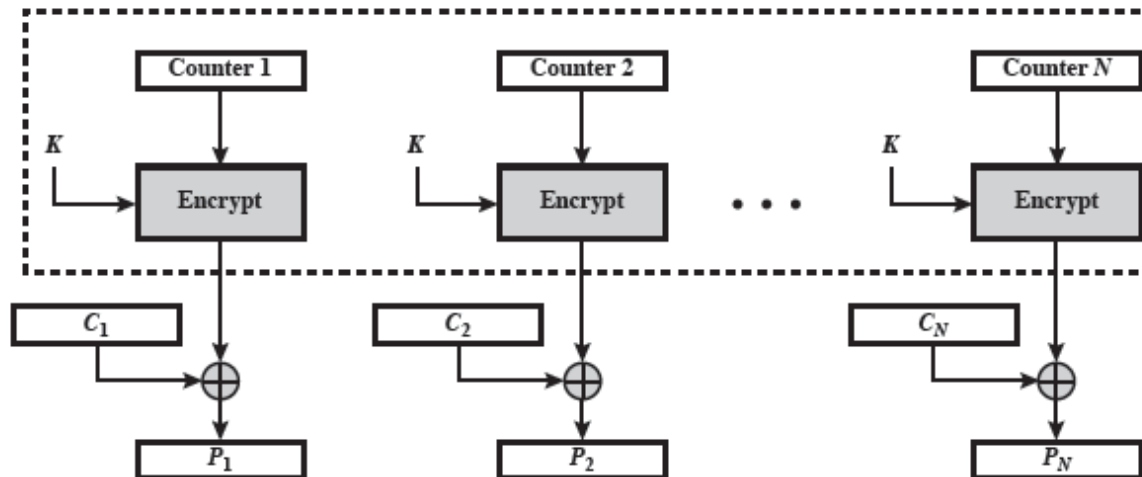 Counter 1 Counter 2 Counter N
K K K
Encrypt Encrypt • • • Encrypt
C1 C2 CN
P1 P2 PN